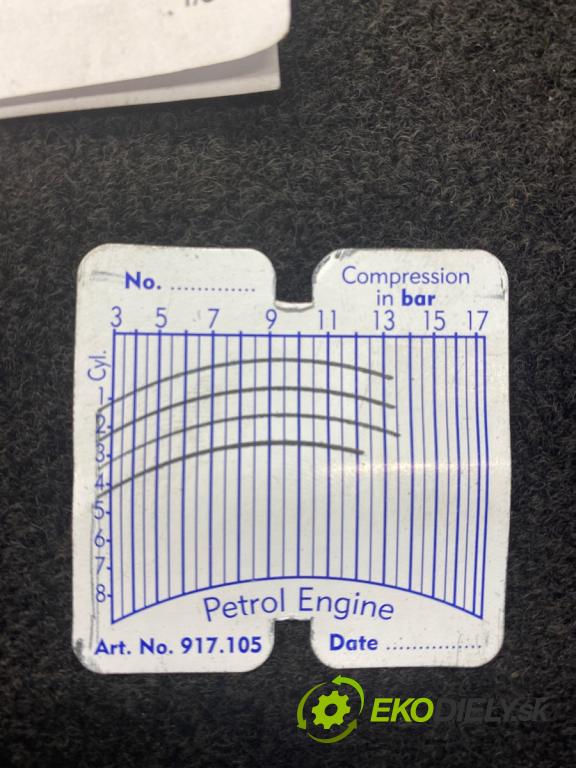 No. ..............
Compression
in bar
3 5 7 9 11 13 15 17
Cyl.
1
2
3
4
5
6
7
8
Petrol Engine
Art. No. 917.105
Date ................
EKODIELY.sk